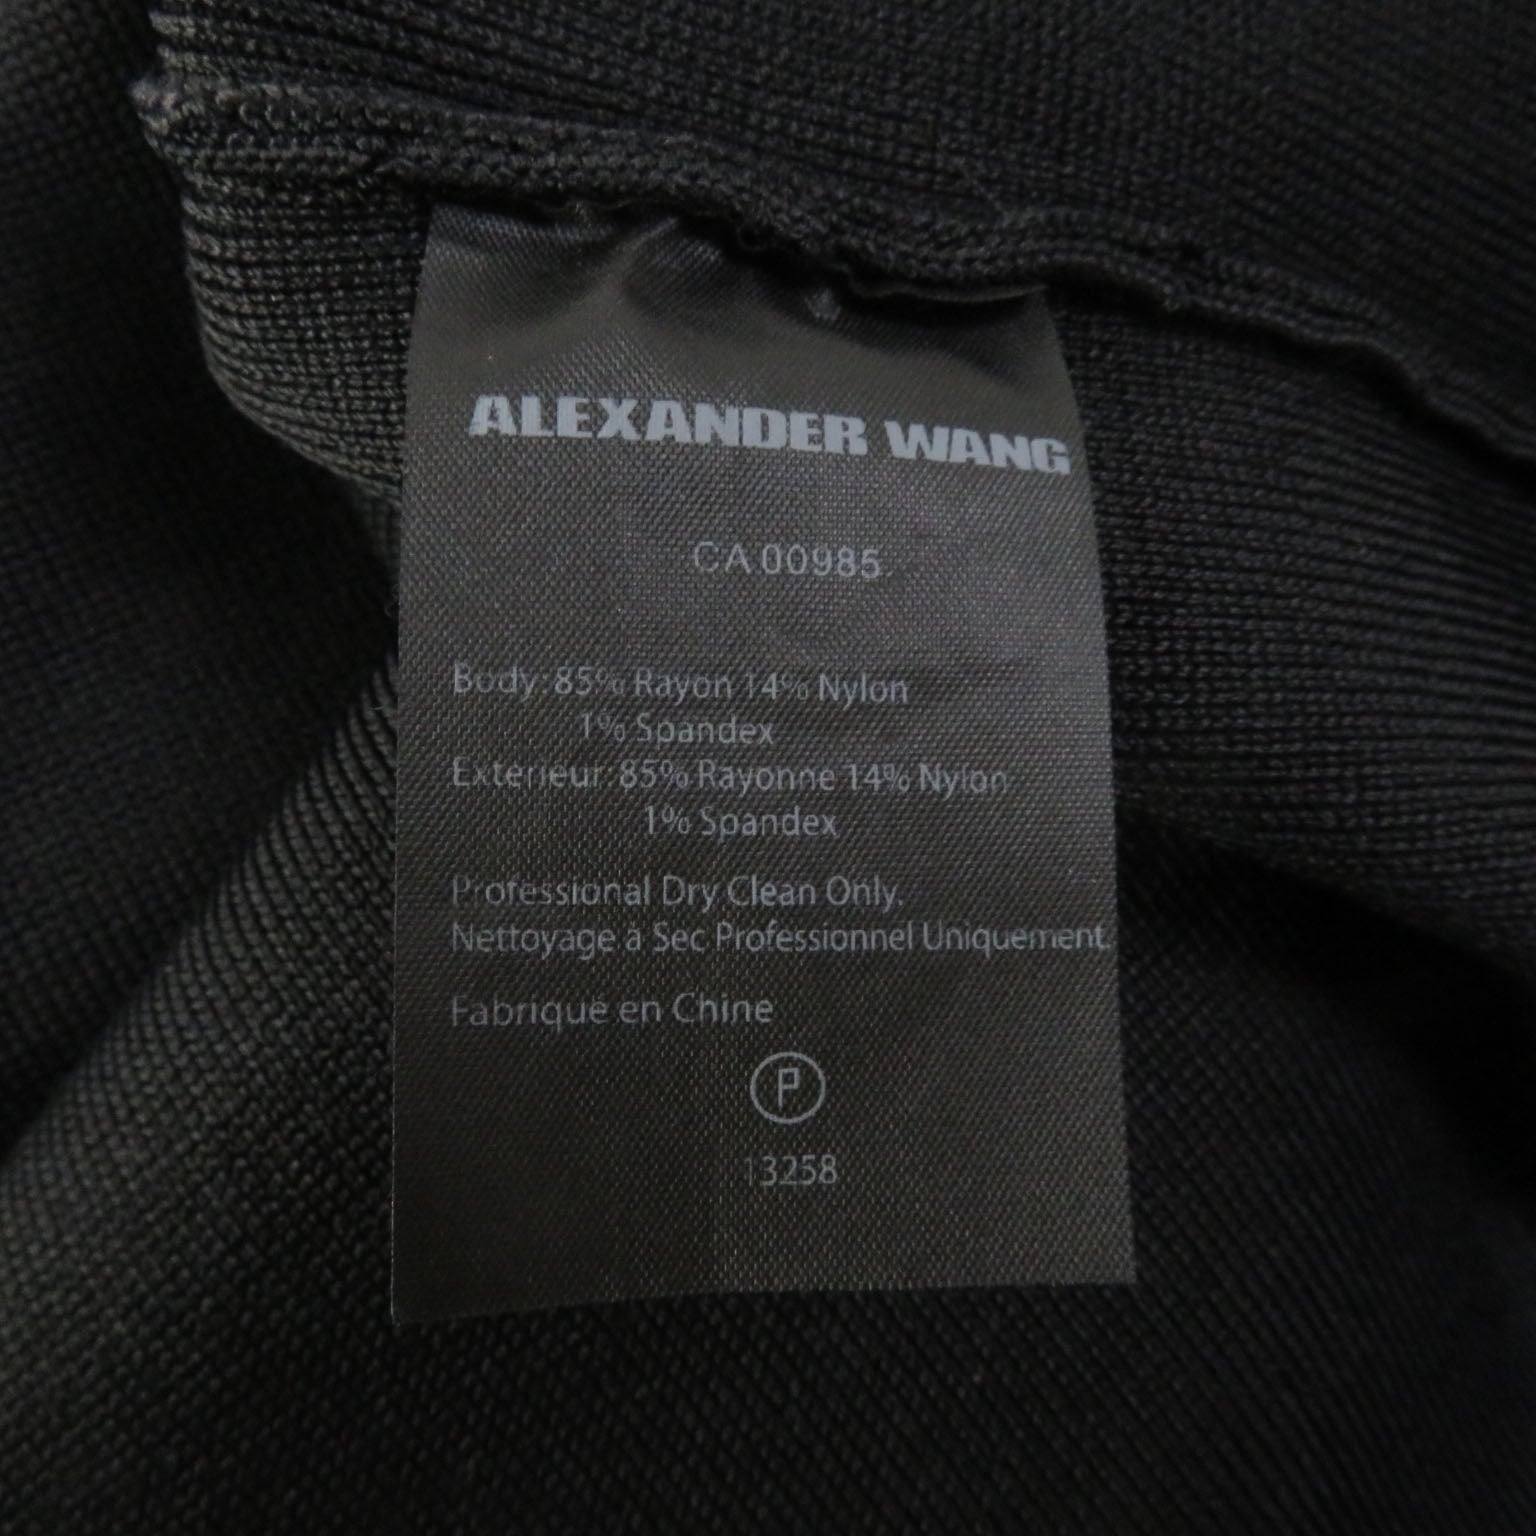 ALEXANDER WANG
CA 00985
Body: 85% Rayon 14% Nylon
1% Spandex
Exterieur: 85% Rayonne 14% Nylon
1% Spandex
Professional Dry Clean Only.
Nettoyage à Sec Professionnel Uniquement.
Fabriqué en Chine
P
13258